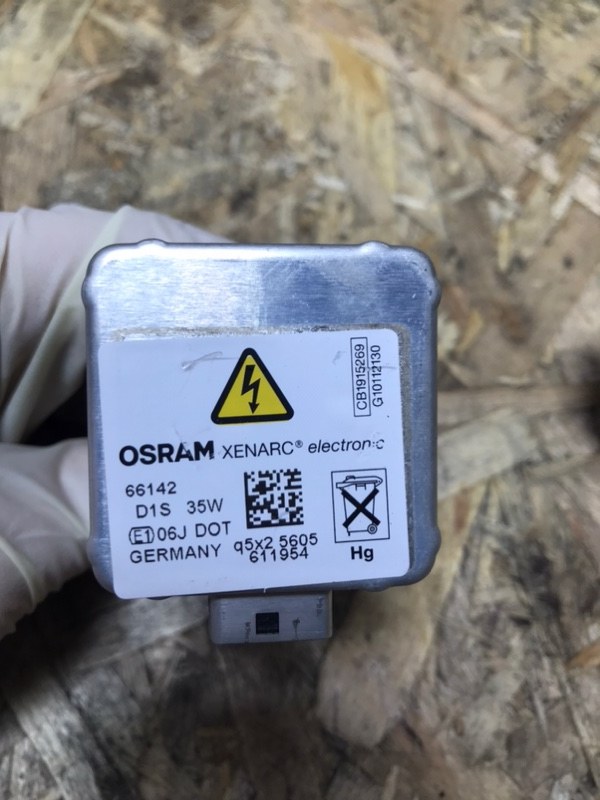 CB1915269
G10112130
OSRAM XENARC® electronic
66142
D1S 35W
E1 06J DOT
GERMANY
q5x2 5605
611954
Hg